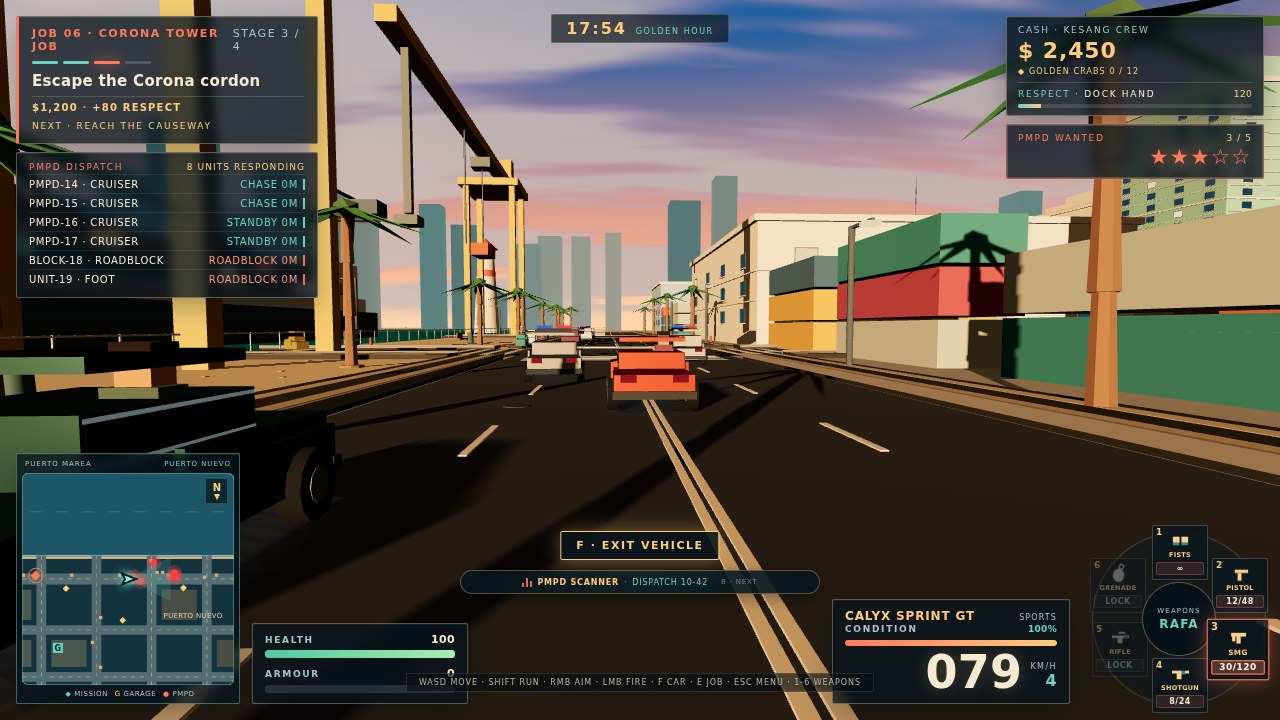 JOB 06 · CORONA TOWER JOB
STAGE 3 / 4
Escape the Corona cordon
$1,200 · +80 RESPECT
NEXT · REACH THE CAUSEWAY
PMPD DISPATCH 8 UNITS RESPONDING
PMPD-14 · CRUISER CHASE 0M
PMPD-15 · CRUISER CHASE 0M
PMPD-16 · CRUISER STANDBY 0M
PMPD-17 · CRUISER STANDBY 0M
BLOCK-18 · ROADBLOCK ROADBLOCK 0M
UNIT-19 · FOOT ROADBLOCK 0M
17:54 GOLDEN HOUR
CASH · KESANG CREW
$ 2,450
◆ GOLDEN CRABS 0 / 12
RESPECT · DOCK HAND 120
PMPD WANTED 3 / 5
★★★☆☆
PUERTO MAREA PUERTO NUEVO
N
PUERTO NUEVO
G
◆ MISSION G GARAGE ● PMPD
HEALTH 100
ARMOUR 0
F · EXIT VEHICLE
PMPD SCANNER · DISPATCH 10-42 B · NEXT
WASD MOVE · SHIFT RUN · RMB AIM · LMB FIRE · F CAR · E JOB · ESC MENU · 1-6 WEAPONS
CALYX SPRINT GT SPORTS
CONDITION 100%
079 KM/H
4
1 FISTS ∞
2 PISTOL 12/48
3 SMG 30/120
4 SHOTGUN 8/24
5 RIFLE LOCK
6 GRENADE LOCK
WEAPONS
RAFA